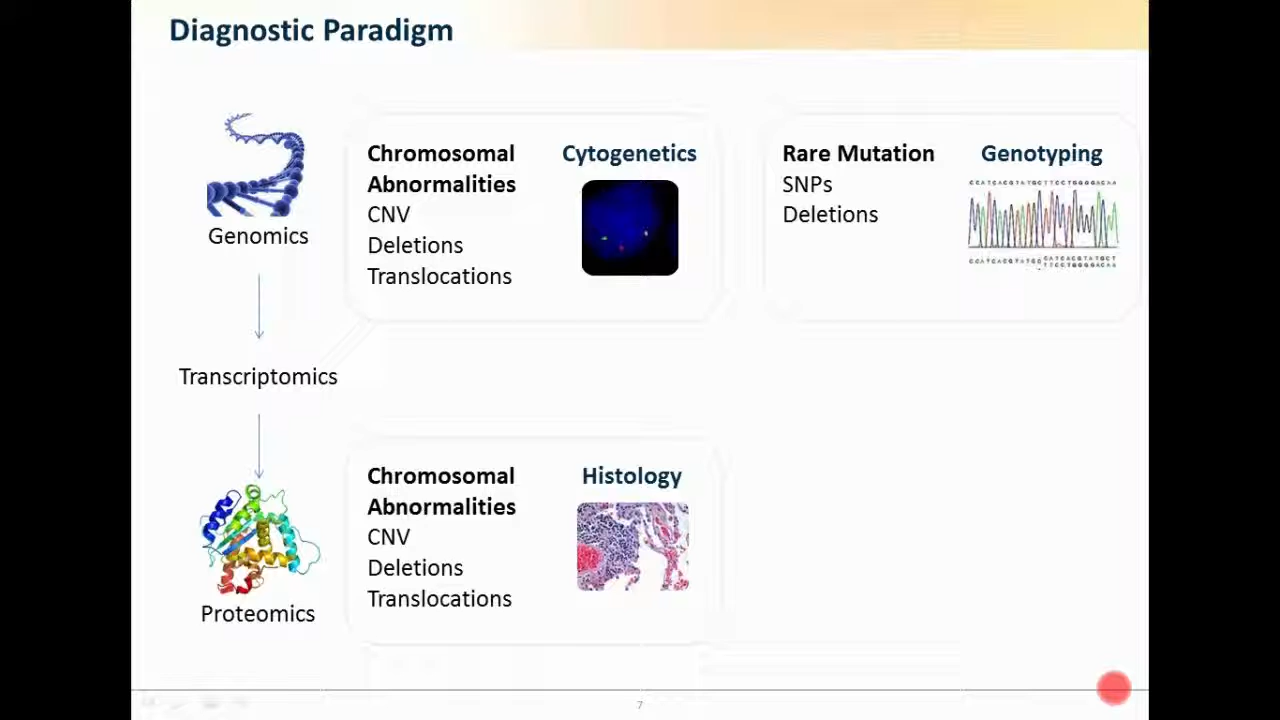 Diagnostic Paradigm
Genomics
Chromosomal
Abnormalities
CNV
Deletions
Translocations
Cytogenetics
Rare Mutation
SNPs
Deletions
Genotyping
Transcriptomics
Proteomics
Chromosomal
Abnormalities
CNV
Deletions
Translocations
Histology
7